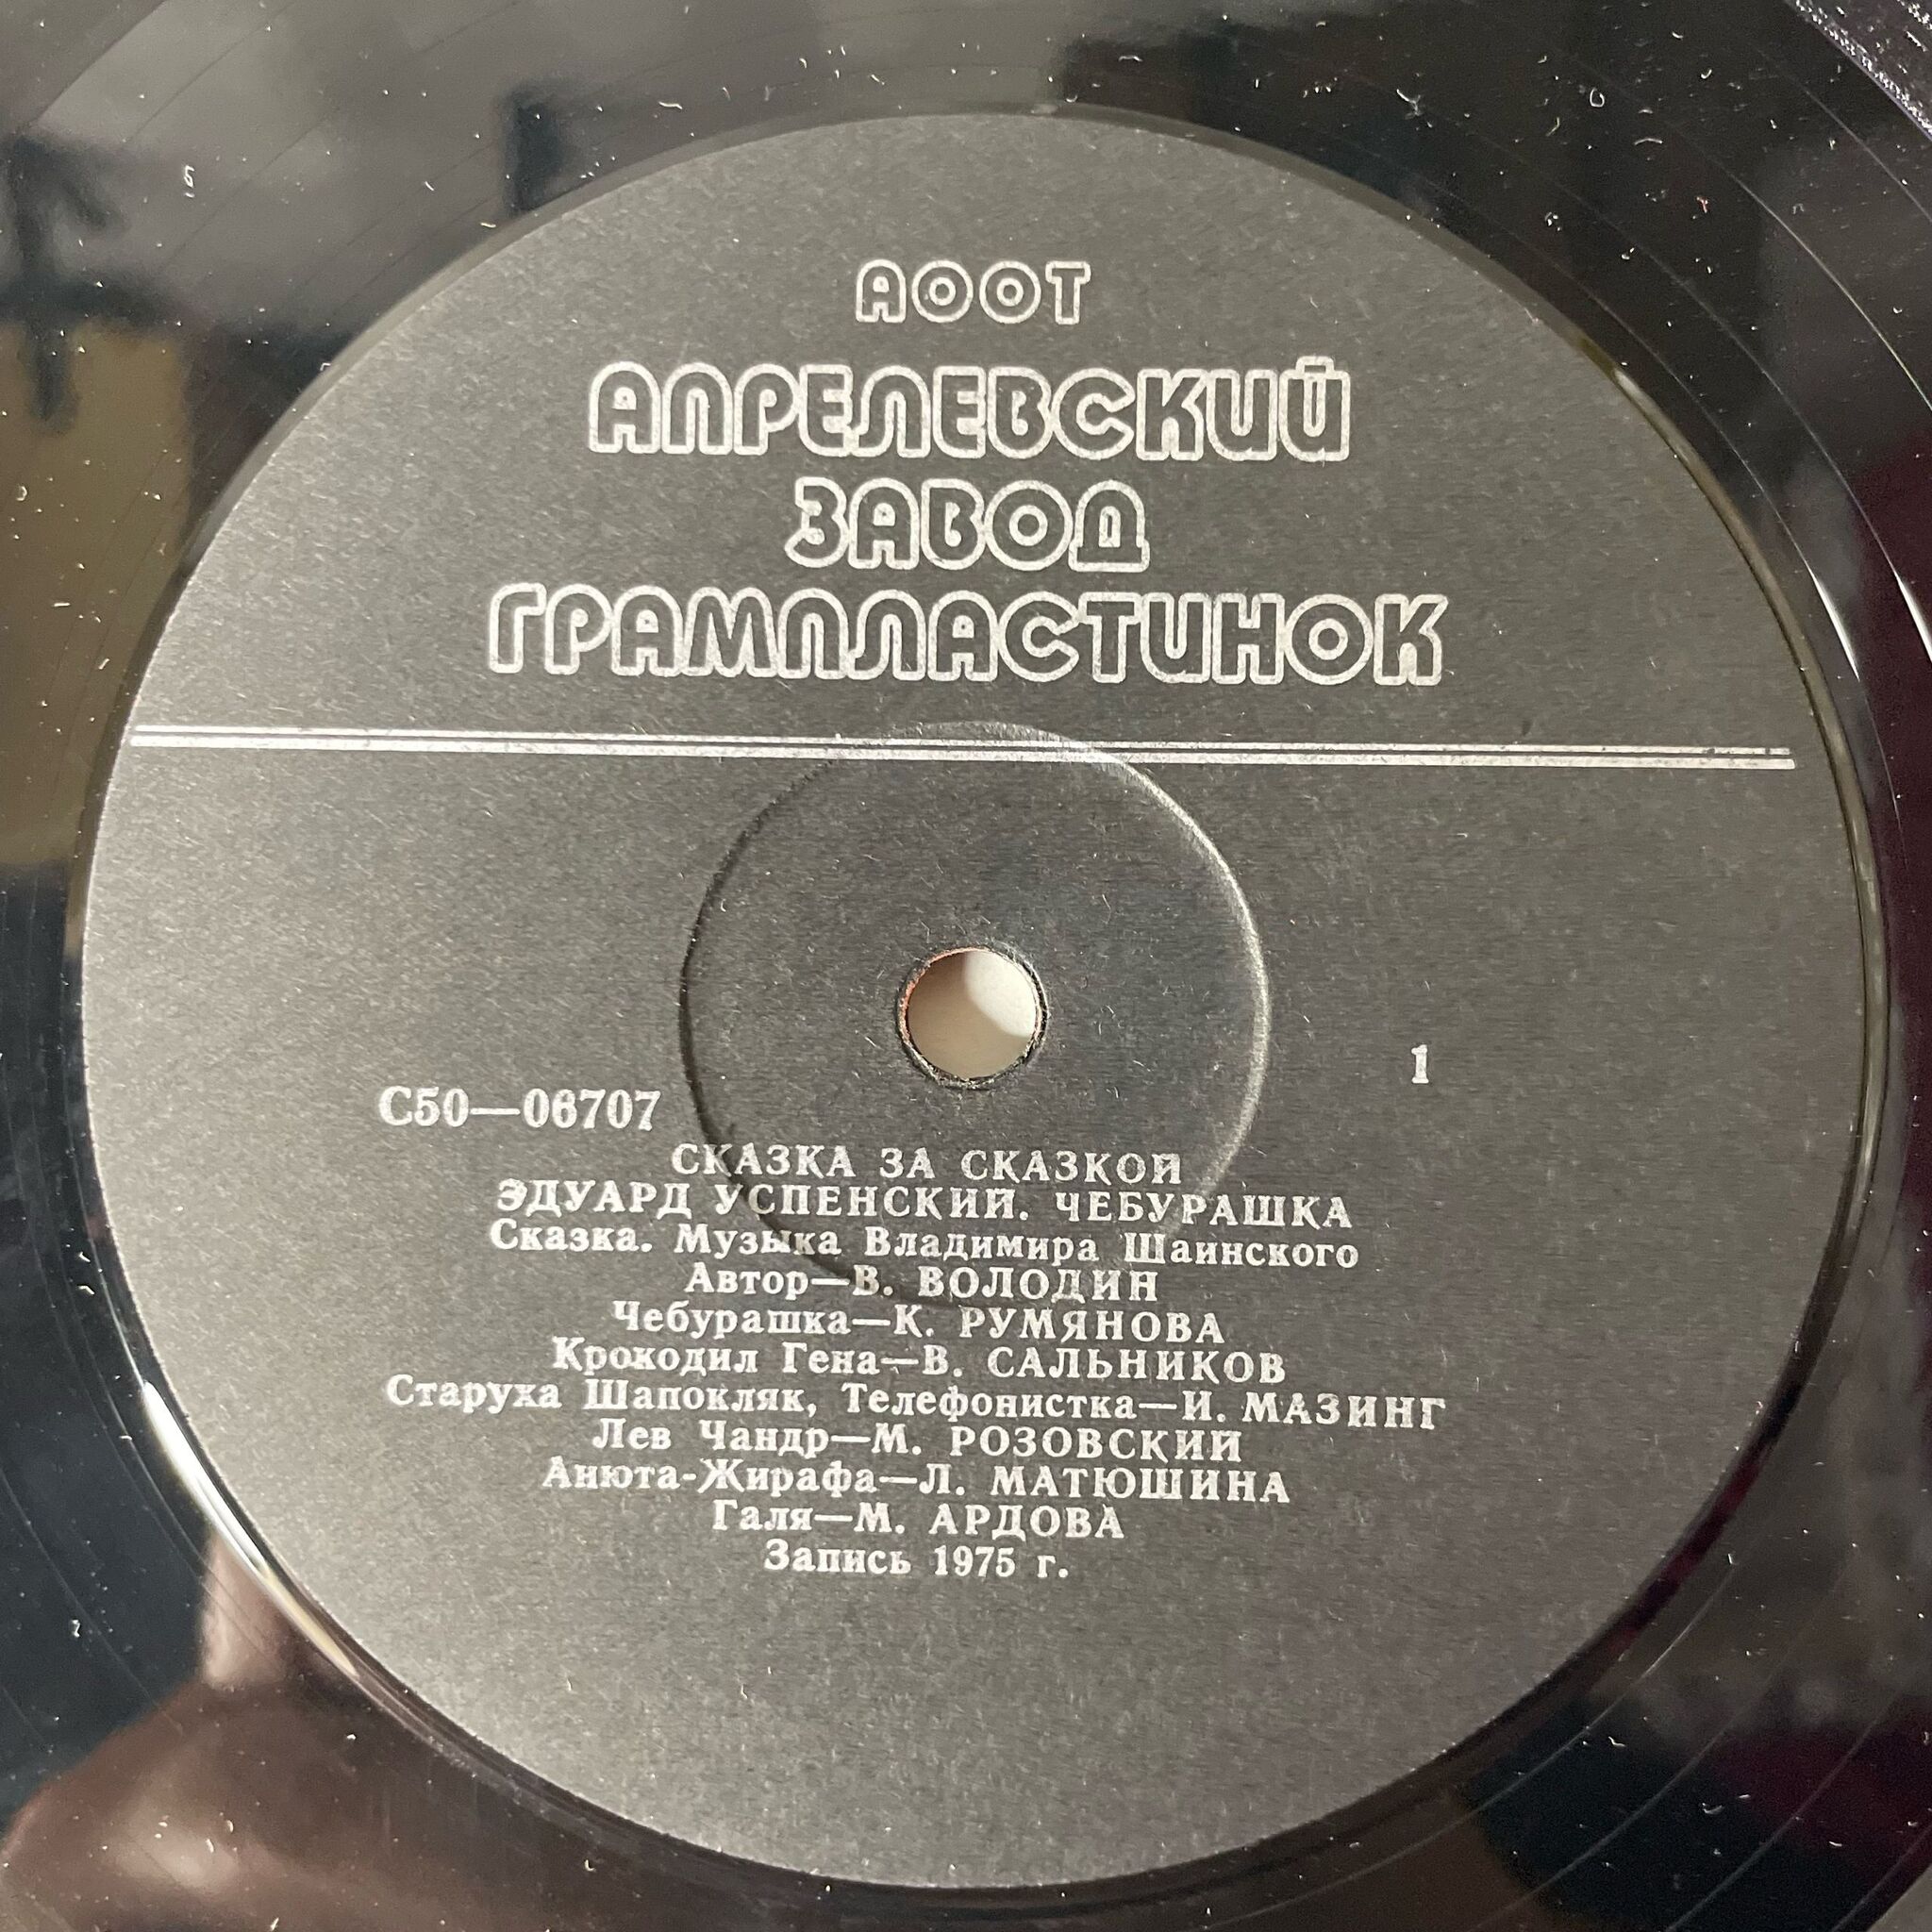 АООТ
АПРЕЛЕВСКИЙ
ЗАВОД
ГРАМПЛАСТИНОК
1
С50—06707
СКАЗКА ЗА СКАЗКОЙ
ЭДУАРД УСПЕНСКИЙ. ЧЕБУРАШКА
Сказка. Музыка Владимира Шаинского
Автор—В. ВОЛОДИН
Чебурашка—К. РУМЯНОВА
Крокодил Гена—В. САЛЬНИКОВ
Старуха Шапокляк, Телефонистка—И. МАЗИНГ
Лев Чандр—М. РОЗОВСКИЙ
Анюта-Жирафа—Л. МАТЮШИНА
Галя—М. АРДОВА
Запись 1975 г.